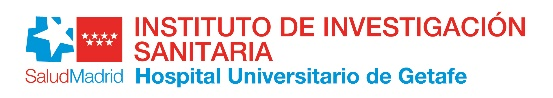 INSTITUTO DE INVESTIGACIÓN
SANITARIA
SaludMadrid Hospital Universitario de Getafe